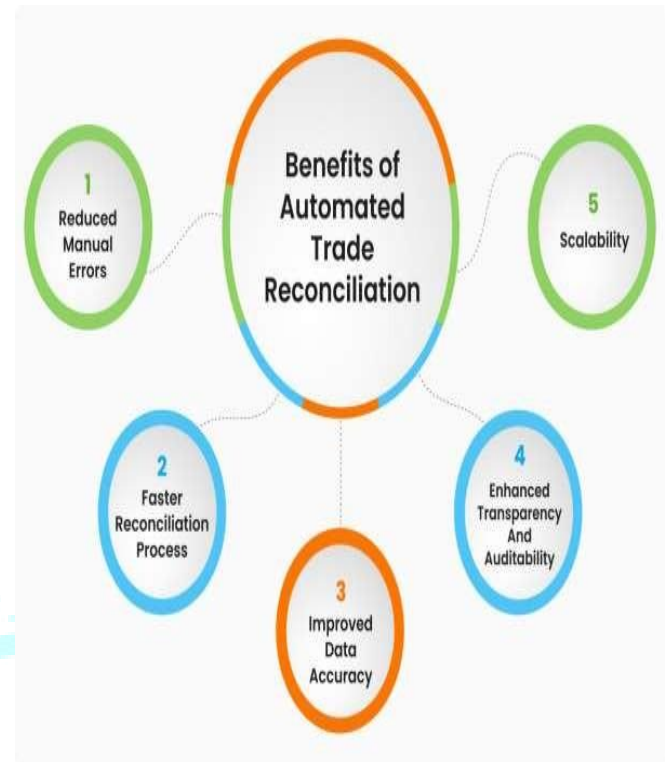 Benefits of
Automated
Trade
Reconciliation
1
Reduced
Manual
Errors
2
Faster
Reconciliation
Process
3
Improved
Data
Accuracy
4
Enhanced
Transparency
And
Auditability
5
Scalability